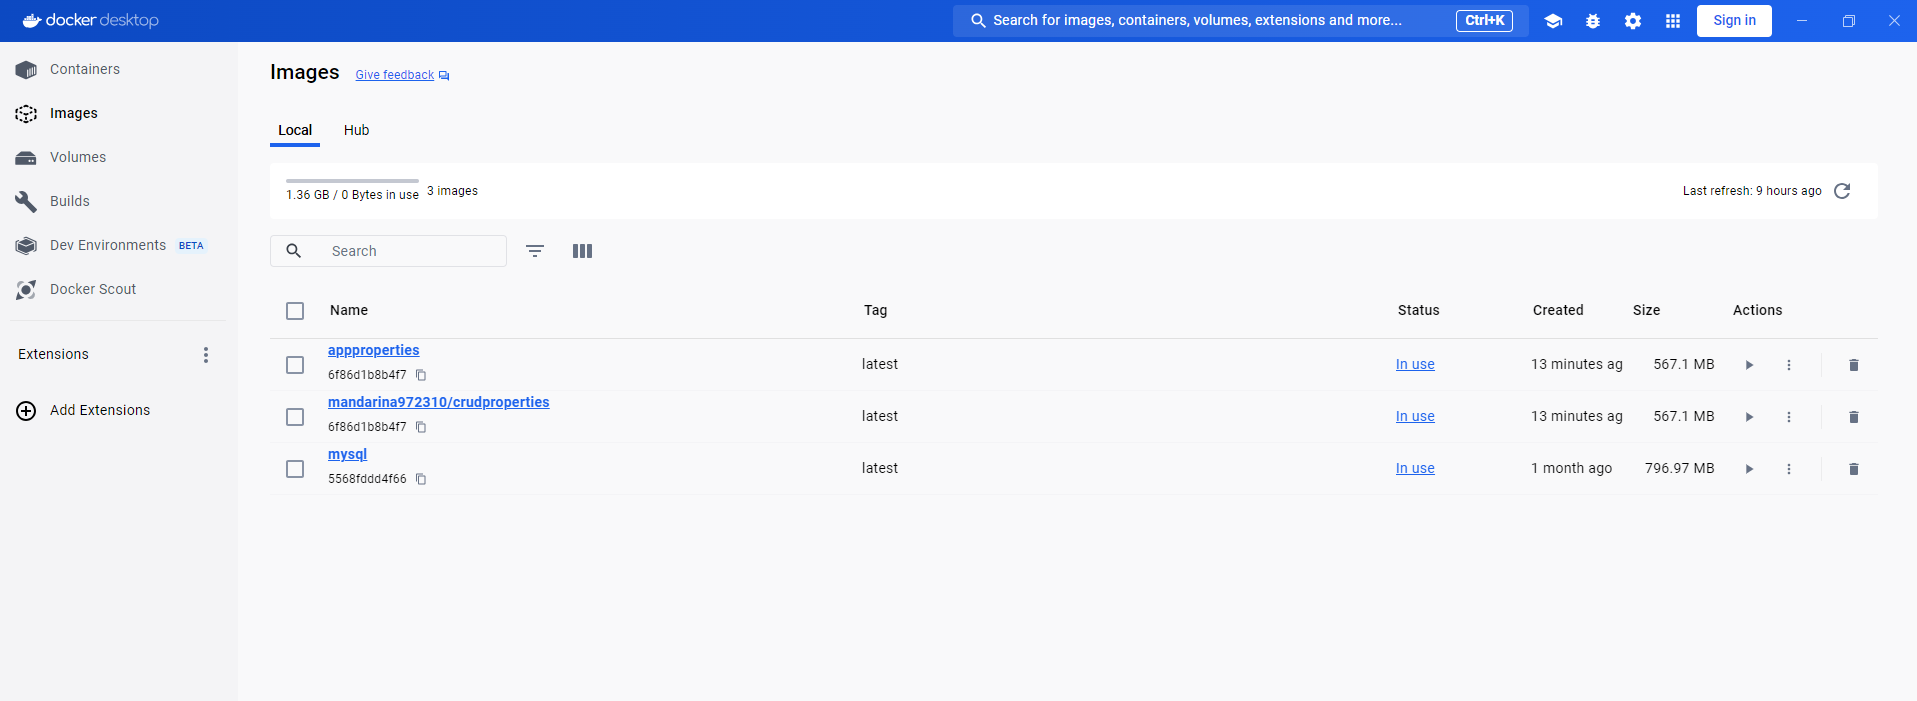 docker desktop
Search for images, containers, volumes, extensions and more...
Ctrl+K
Sign in
Containers
Images
Volumes
Builds
Dev Environments BETA
Docker Scout
Extensions
Add Extensions
Images Give feedback
Local Hub
1.36 GB / 0 Bytes in use 3 images
Last refresh: 9 hours ago
Search
Name Tag Status Created Size Actions
appproperties
6f86d1b8b4f7
latest In use 13 minutes ag 567.1 MB
mandarina972310/crudproperties
6f86d1b8b4f7
latest In use 13 minutes ag 567.1 MB
mysql
5568fddd4f66
latest In use 1 month ago 796.97 MB